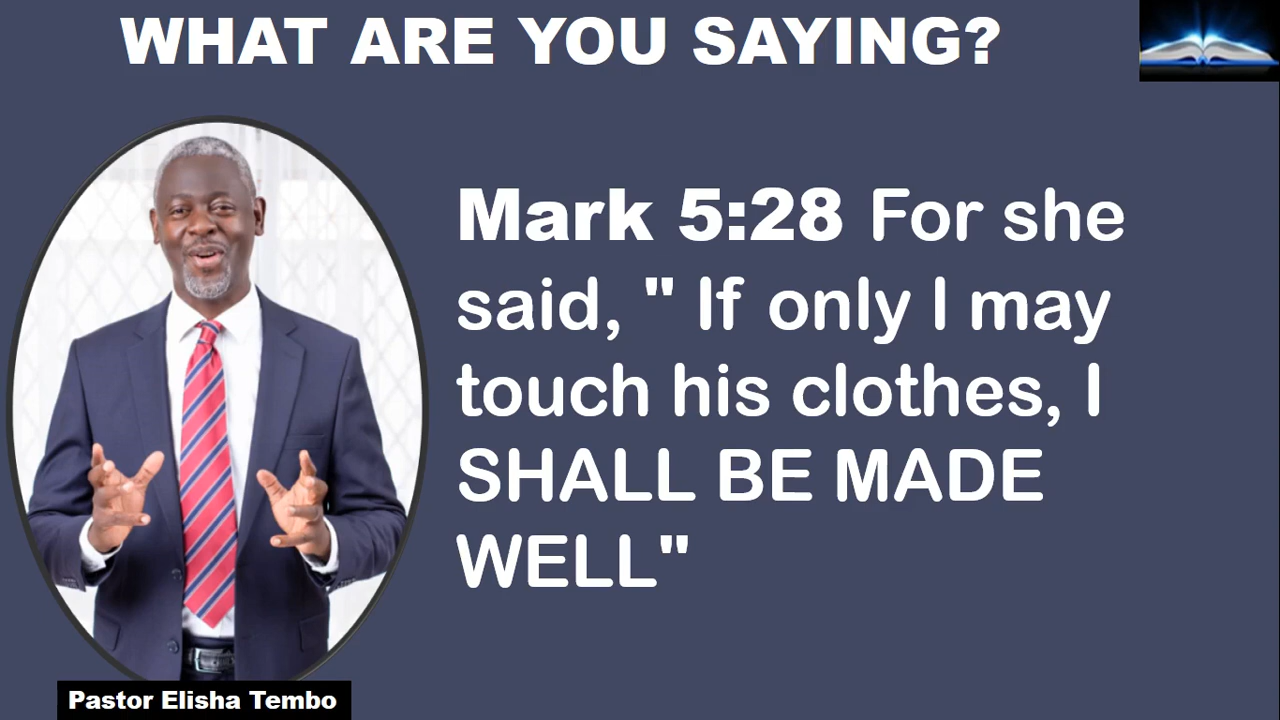 WHAT ARE YOU SAYING?
Mark 5:28 For she
said, " If only I may
touch his clothes, I
SHALL BE MADE
WELL"
Pastor Elisha Tembo